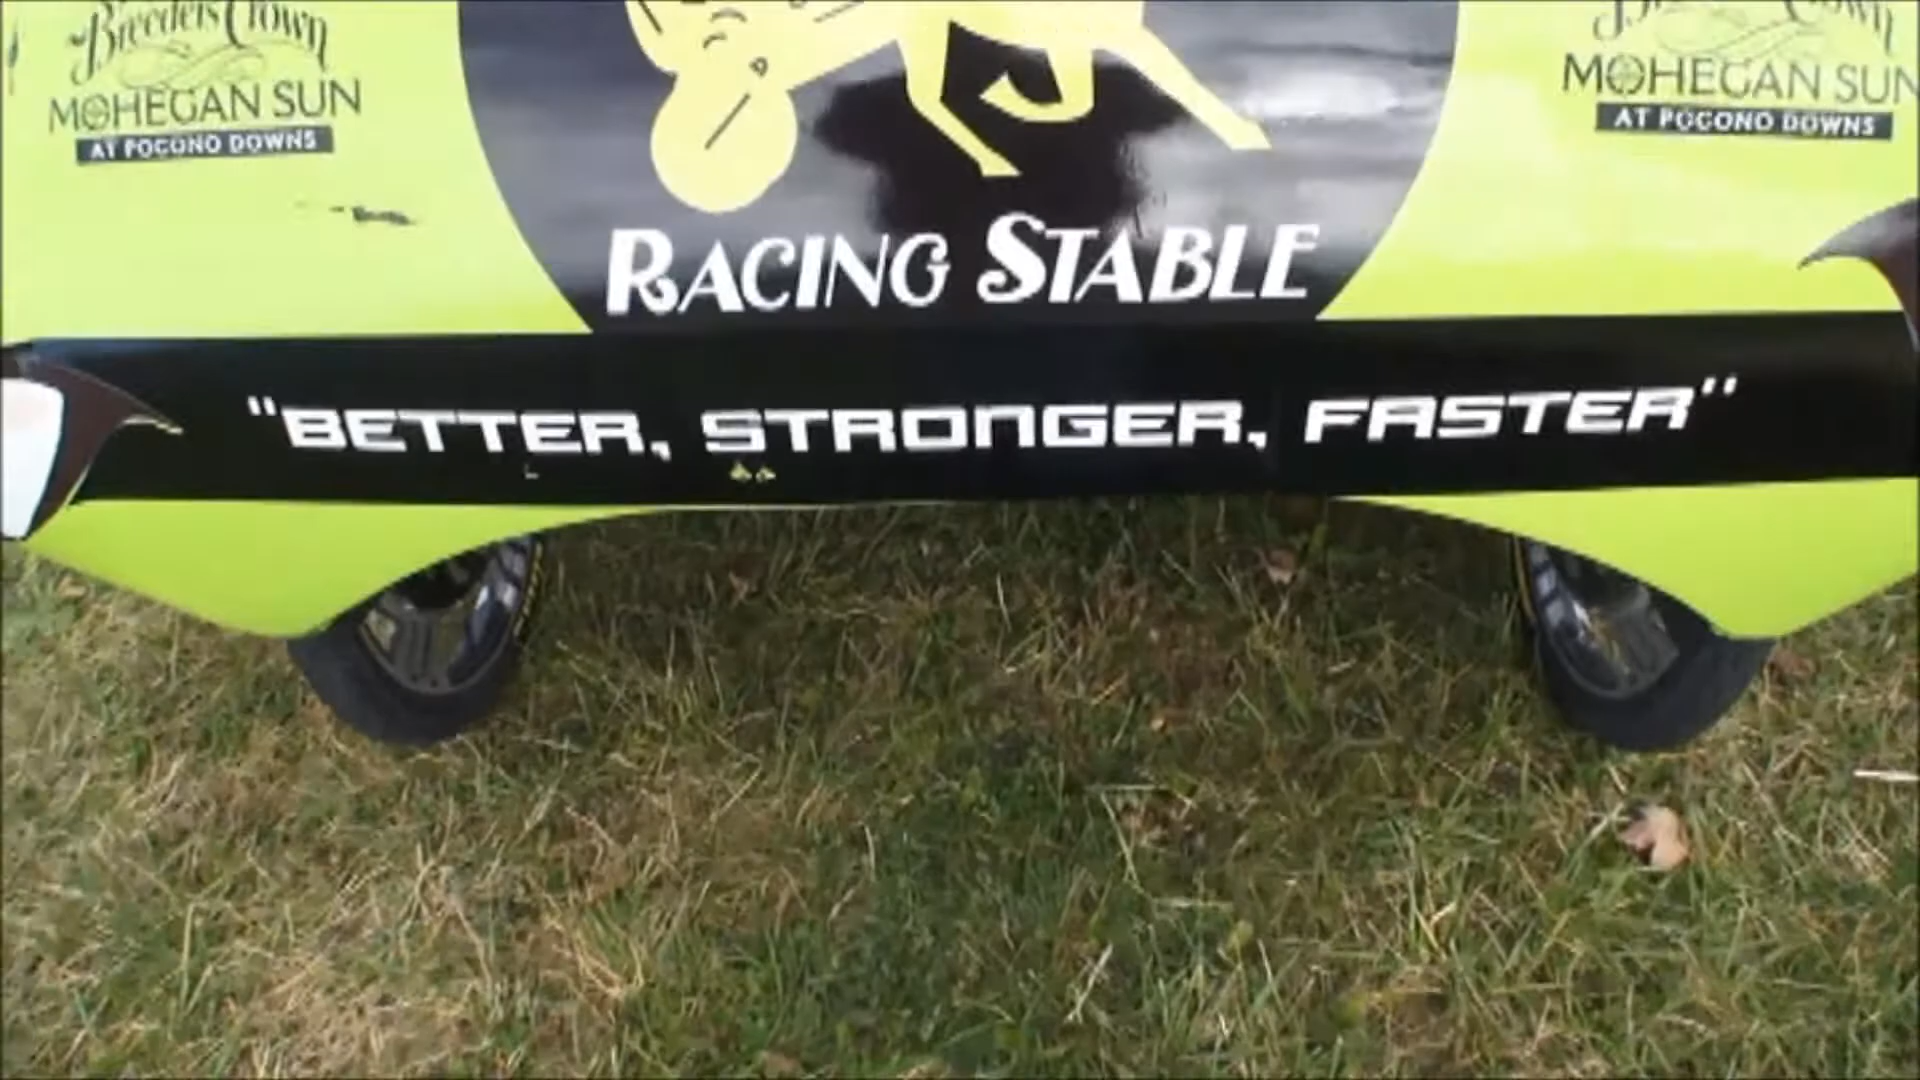 Breeders Crown
MOHEGAN SUN
AT POCONO DOWNS
Breeders Crown
MOHEGAN SUN
AT POCONO DOWNS
RACING STABLE
"BETTER, STRONGER, FASTER"